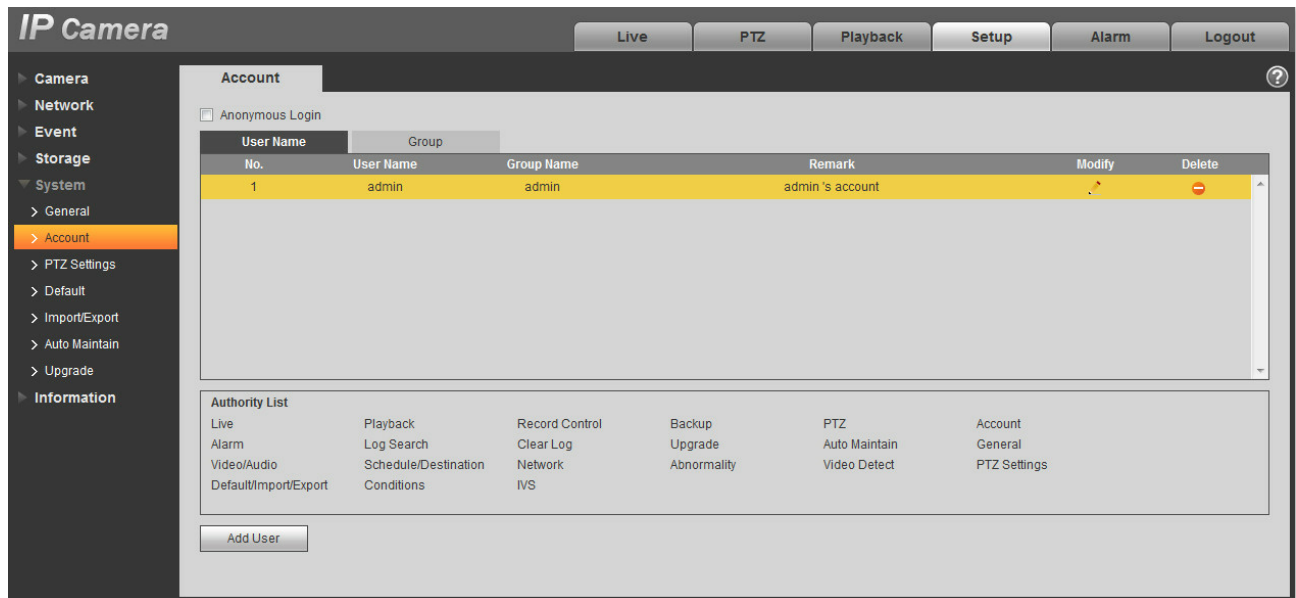 IP Camera
Live PTZ Playback Setup Alarm Logout
Camera
Network
Event
Storage
System
General
Account
PTZ Settings
Default
Import/Export
Auto Maintain
Upgrade
Information
Account
?
Anonymous Login
User Name Group
No. User Name Group Name Remark Modify Delete
1 admin admin admin 's account
Authority List
Live Playback Record Control Backup PTZ Account
Alarm Log Search Clear Log Upgrade Auto Maintain General
Video/Audio Schedule/Destination Network Abnormality Video Detect PTZ Settings
Default/Import/Export Conditions IVS
Add User